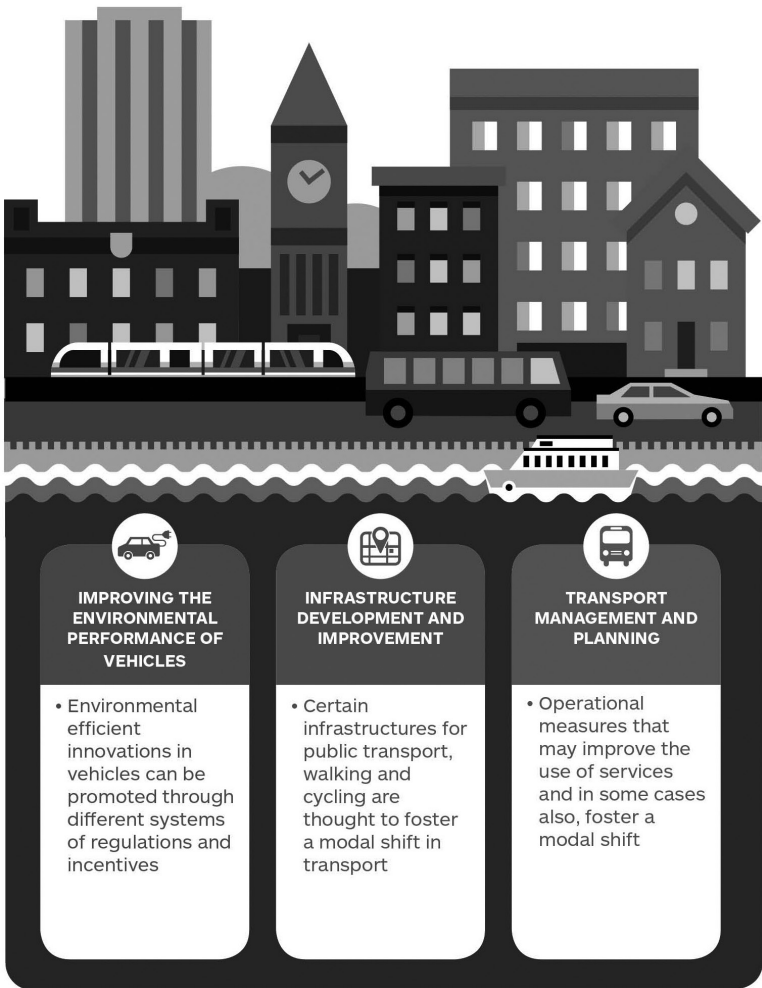 IMPROVING THE
ENVIRONMENTAL
PERFORMANCE OF
VEHICLES
• Environmental
efficient
innovations in
vehicles can be
promoted through
different systems
of regulations and
incentives
INFRASTRUCTURE
DEVELOPMENT AND
IMPROVEMENT
• Certain
infrastructures for
public transport,
walking and
cycling are
thought to foster
a modal shift in
transport
TRANSPORT
MANAGEMENT AND
PLANNING
• Operational
measures that
may improve the
use of services
and in some cases
also, foster a
modal shift